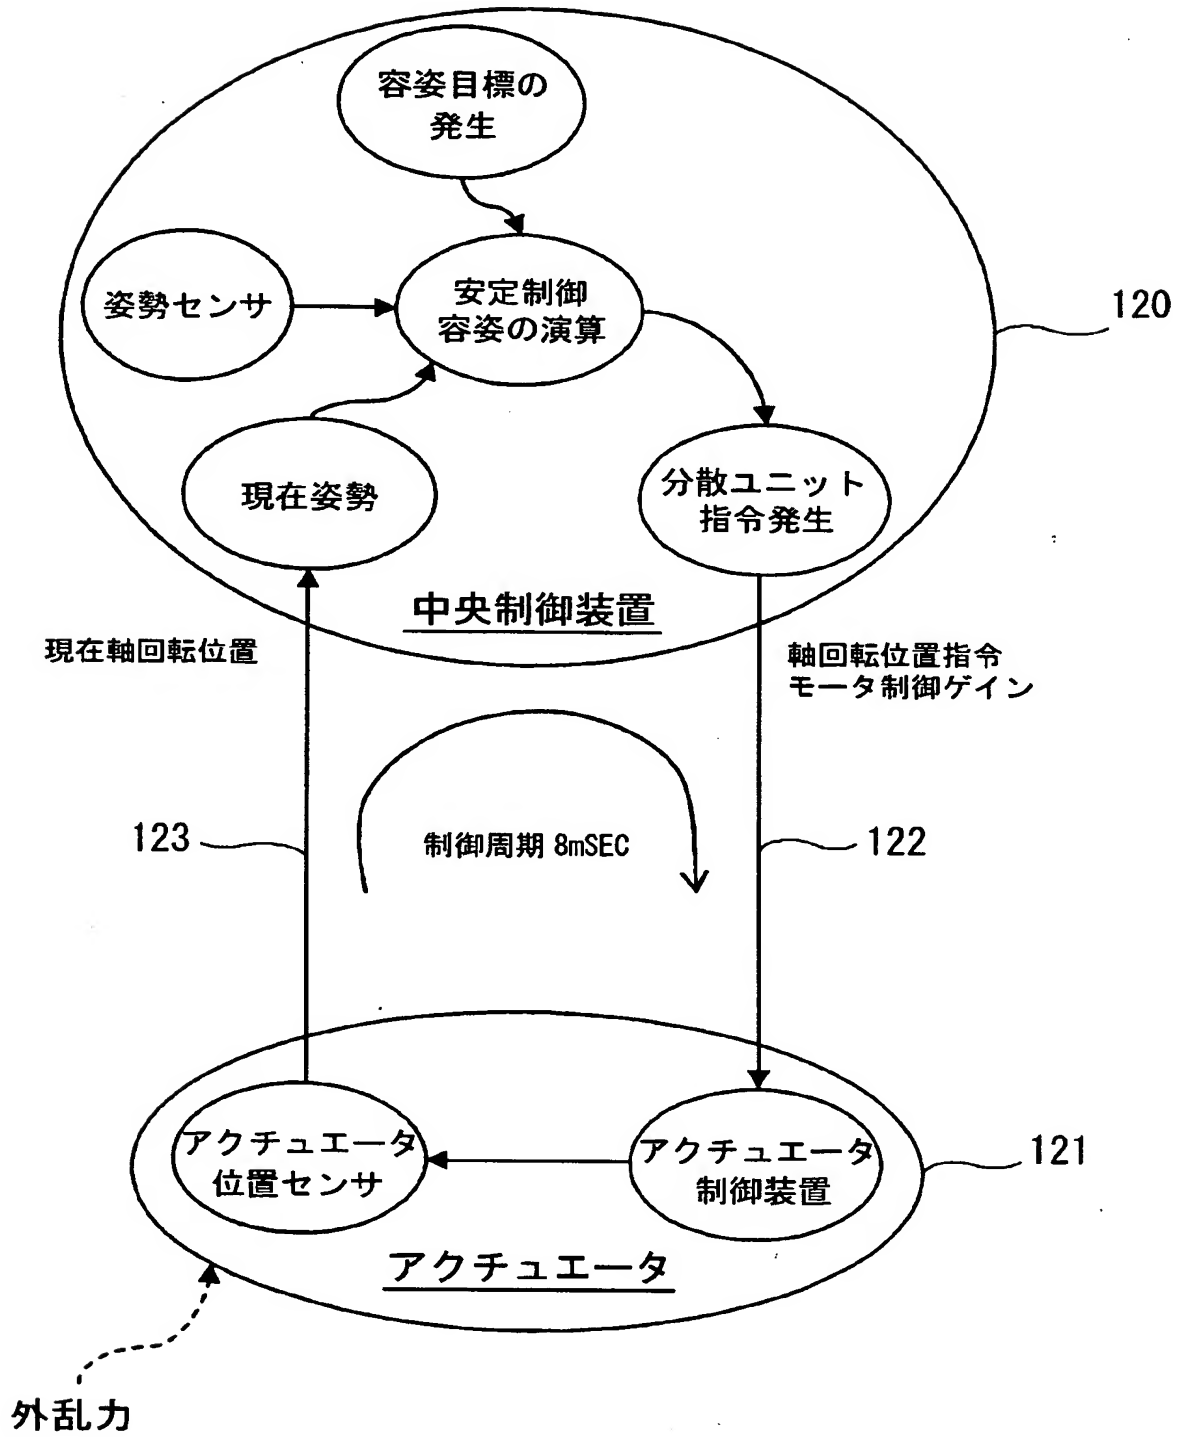 容姿目標の
発生
姿勢センサ
安定制御
容姿の演算
120
現在姿勢
分散ユニット
指令発生
中央制御装置
現在軸回転位置
軸回転位置指令
モータ制御ゲイン
123
制御周期 8mSEC
122
アクチュエータ
位置センサ
アクチュエータ
制御装置
121
アクチュエータ
外乱力